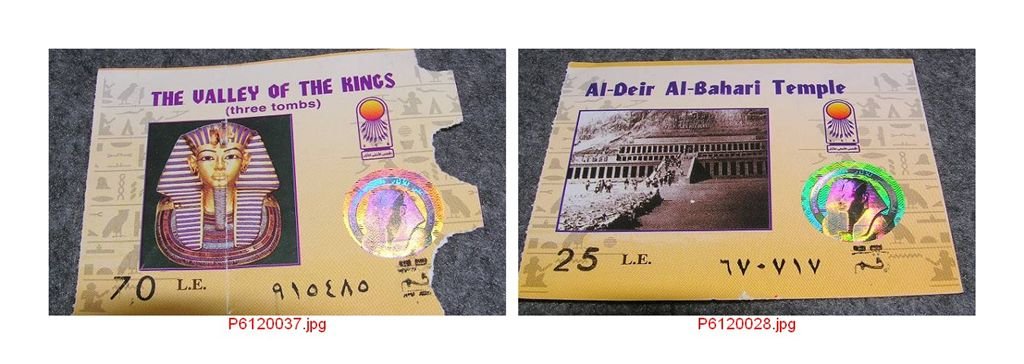 THE VALLEY OF THE KINGS
(three tombs)
70 L.E.
٩١٥٤٨٥
P6120037.jpg
Al-Deir Al-Bahari Temple
25 L.E.
٦٧٠٧١٧
P6120028.jpg